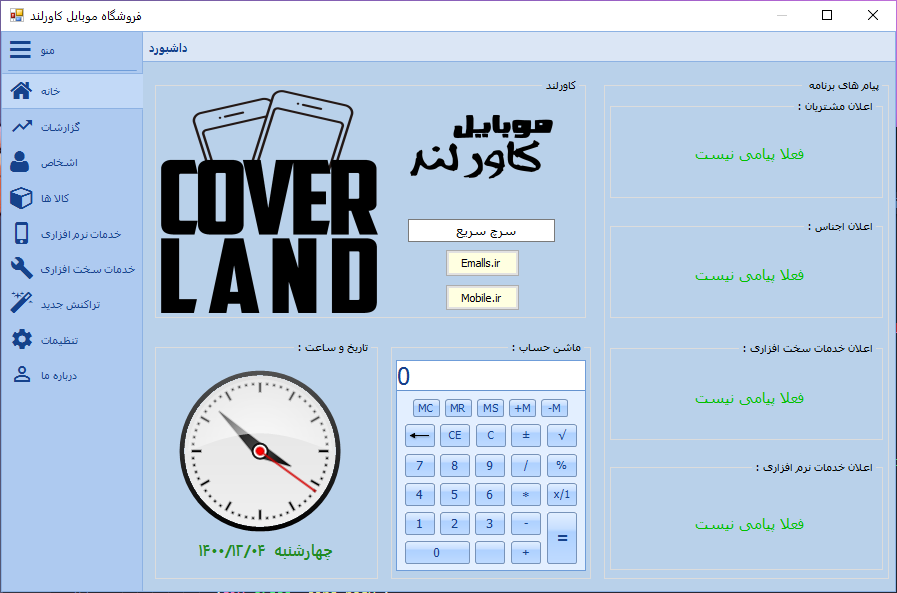 فروشگاه موبایل کاورلند
منو
خانه
گزارشات
اشخاص
کالا ها
خدمات نرم افزاری
خدمات سخت افزاری
تراکنش جدید
تنظیمات
درباره ما
داشبورد
کاورلند
COVER
LAND
موبایل
کاورلند
سرچ سریع
Emalls.ir
Mobile.ir
پیام های برنامه
اعلان مشتریان :
فعلا پیامی نیست
اعلان اجناس :
فعلا پیامی نیست
اعلان خدمات سخت افزاری :
فعلا پیامی نیست
اعلان خدمات نرم افزاری :
فعلا پیامی نیست
تاریخ و ساعت :
چهارشنبه ۱۴۰۰/۱۲/۰۴
ماشن حساب :
0
MC MR MS +M -M
CE C ± √
7 8 9 / %
4 5 6 * x/1
1 2 3 - =
0 +